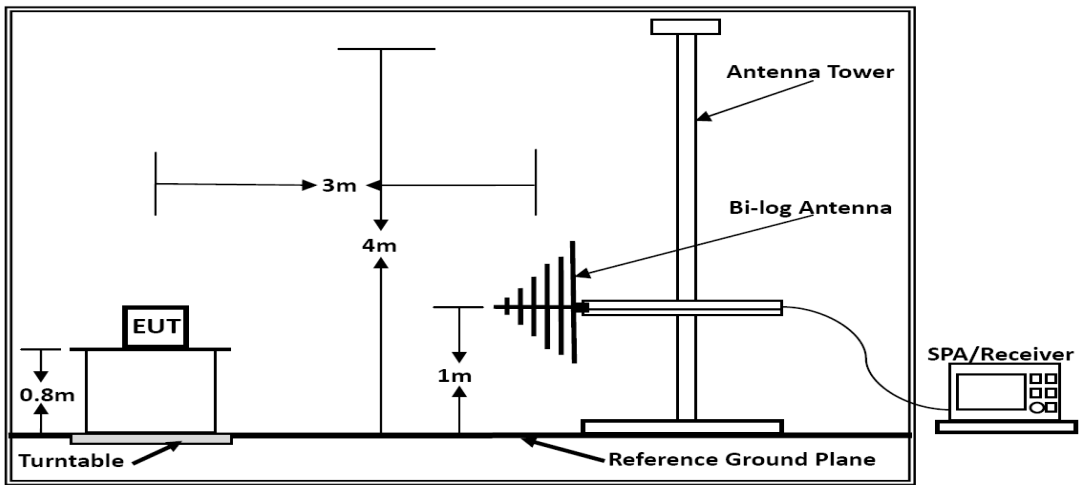 Antenna Tower
3m
Bi-log Antenna
4m
EUT
SPA/Receiver
0.8m
1m
Turntable
Reference Ground Plane